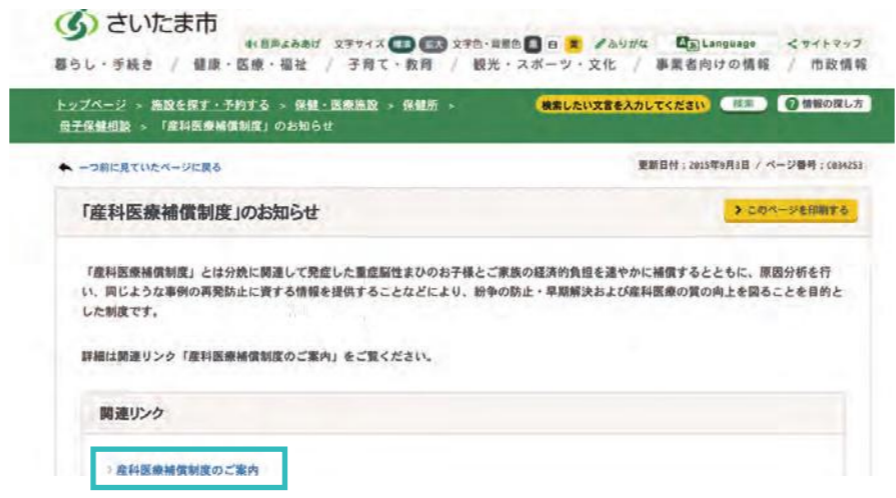 さいたま市
音声よみあげ 文字サイズ 標準 拡大 文字色・背景色 黒 白 黄 ふりがな Language サイトマップ
暮らし・手続き / 健康・医療・福祉 / 子育て・教育 / 観光・スポーツ・文化 / 事業者向けの情報 / 市政情報
トップページ > 施設を探す・予約する > 保健・医療施設 > 保健所 >
母子保健相談 > 「産科医療補償制度」のお知らせ
検索したい文言を入力してください 検索 ? 情報の探し方
一つ前に見ていたページに戻る
更新日付:2015年9月3日 / ページ番号:C034253
「産科医療補償制度」のお知らせ
このページを印刷する
「産科医療補償制度」とは分娩に関連して発症した重症脳性まひのお子様とご家族の経済的負担を速やかに補償するとともに、原因分析を行
い、同じような事例の再発防止に資する情報を提供することなどにより、紛争の防止・早期解決および産科医療の質の向上を図ることを目的と
した制度です。
詳細は関連リンク「産科医療補償制度のご案内」をご覧ください。
関連リンク
産科医療補償制度のご案内